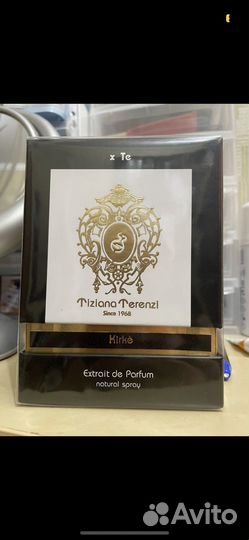 x Te
Tiziana Terenzi
Since 1968
Kirkè
Extrait de Parfum
natural spray
Avito